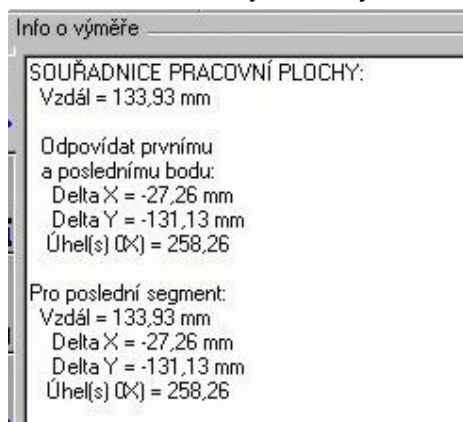 Info o výměře
SOUŘADNICE PRACOVNÍ PLOCHY:
Vzdál = 133,93 mm
Odpovídat prvnímu
a poslednímu bodu:
Delta X = -27,26 mm
Delta Y = -131,13 mm
Úhel(s) 0X) = 258,26
Pro poslední segment:
Vzdál = 133,93 mm
Delta X = -27,26 mm
Delta Y = -131,13 mm
Úhel(s) 0X) = 258,26